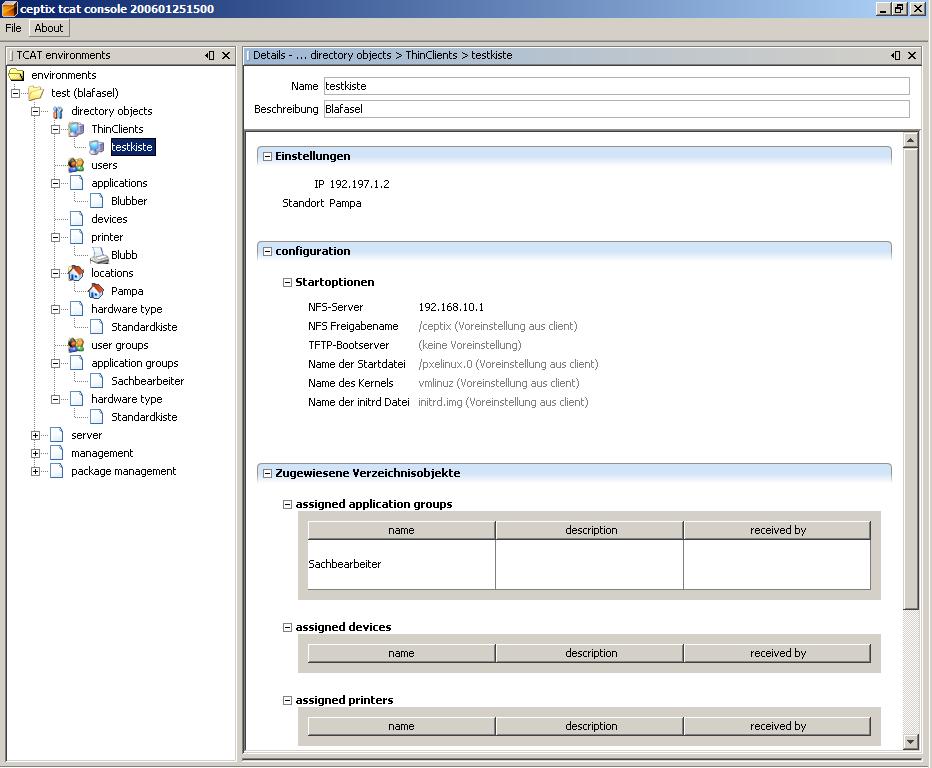 ceptix tcat console 200601251500
File About
TCAT environments
environments
test (blafasel)
directory objects
ThinClients
testkiste
users
applications
Blubber
devices
printer
Blubb
locations
Pampa
hardware type
Standardkiste
user groups
application groups
Sachbearbeiter
hardware type
Standardkiste
server
management
package management
Details - ... directory objects > ThinClients > testkiste
Name testkiste
Beschreibung Blafasel
Einstellungen
IP 192.197.1.2
Standort Pampa
configuration
Startoptionen
NFS-Server 192.168.10.1
NFS Freigabename /ceptix (Voreinstellung aus client)
TFTP-Bootserver (keine Voreinstellung)
Name der Startdatei /pxelinux.0 (Voreinstellung aus client)
Name des Kernels vmlinuz (Voreinstellung aus client)
Name der initrd Datei initrd.img (Voreinstellung aus client)
Zugewiesene Verzeichnisobjekte
assigned application groups
name description received by
Sachbearbeiter
assigned devices
name description received by
assigned printers
name description received by